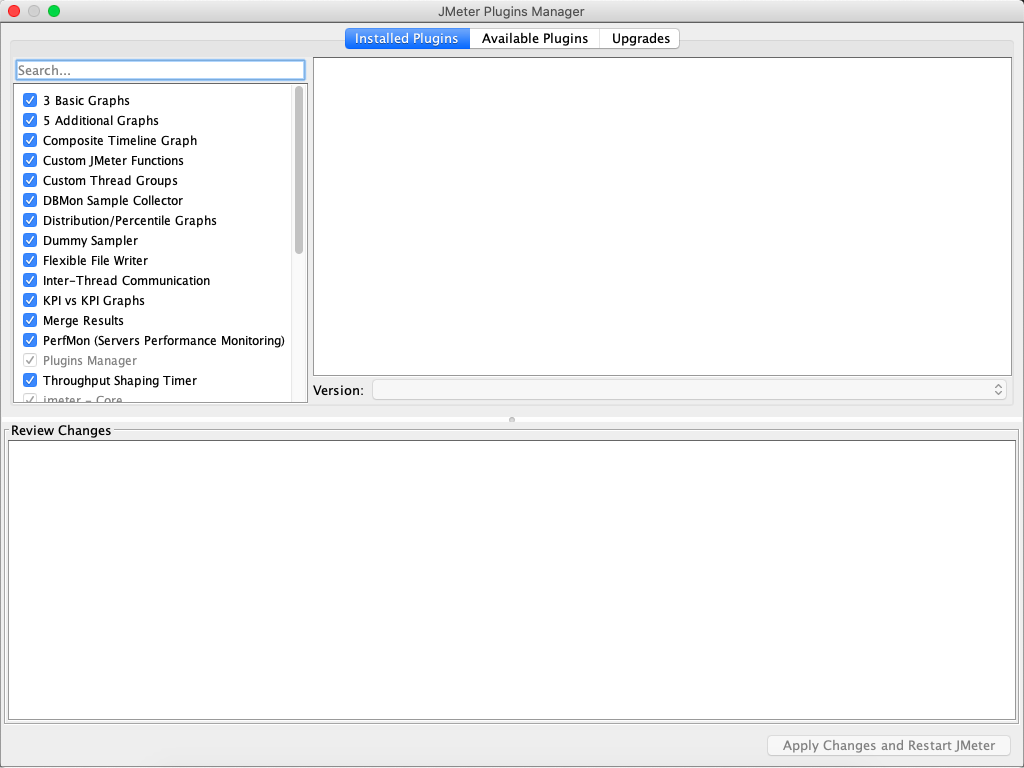 JMeter Plugins Manager
Installed Plugins
Available Plugins
Upgrades
Search...
3 Basic Graphs
5 Additional Graphs
Composite Timeline Graph
Custom JMeter Functions
Custom Thread Groups
DBMon Sample Collector
Distribution/Percentile Graphs
Dummy Sampler
Flexible File Writer
Inter-Thread Communication
KPI vs KPI Graphs
Merge Results
PerfMon (Servers Performance Monitoring)
Plugins Manager
Throughput Shaping Timer
jmeter - Core
Version:
Review Changes
Apply Changes and Restart JMeter